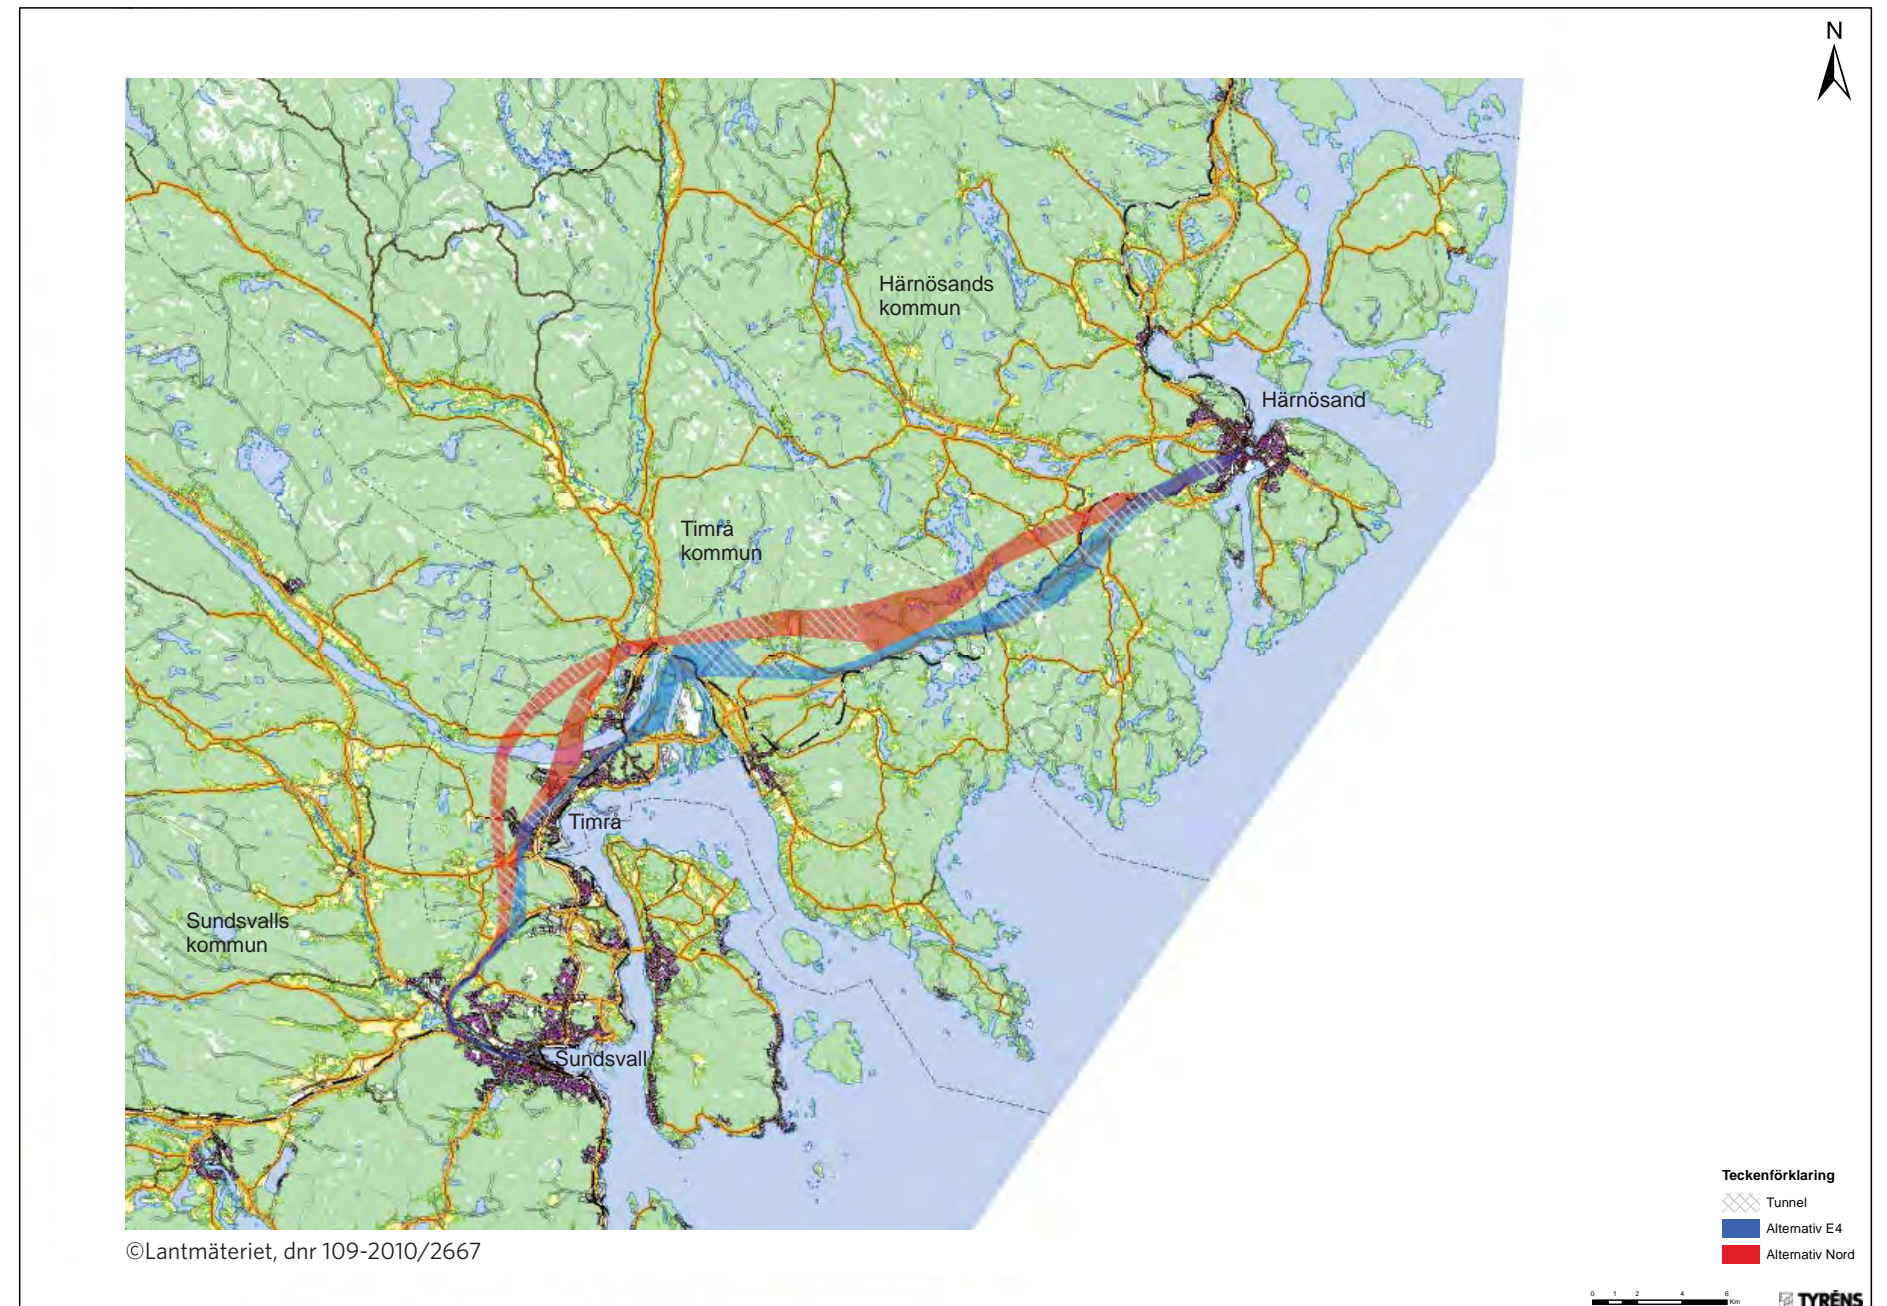 N
Härnösands
kommun
Härnösand
Timrå
kommun
Timrå
Sundsvalls
kommun
Sundsvall
Teckenförklaring
Tunnel
Alternativ E4
Alternativ Nord
©Lantmäteriet, dnr 109-2010/2667
0 1 2 4 6
Km
TYRÉNS